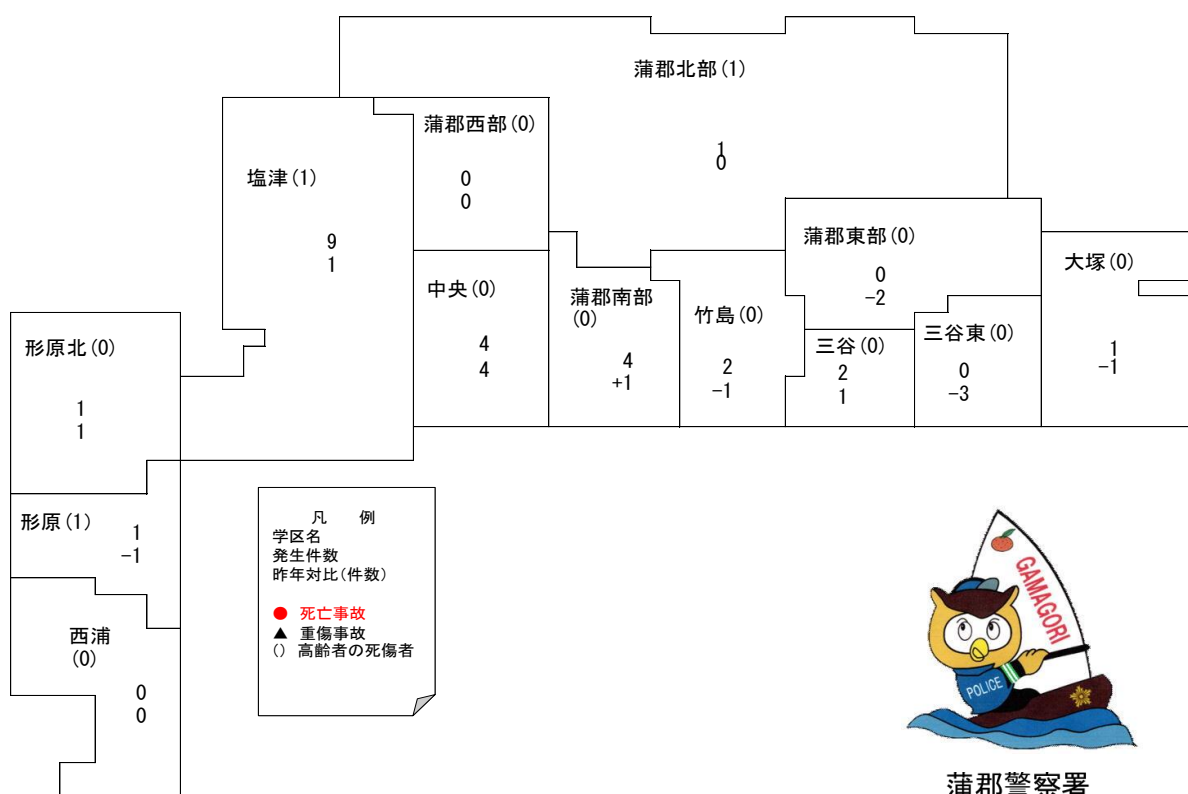 蒲郡北部(1)
1
0
蒲郡西部(0)
0
0
塩津(1)
9
1
蒲郡東部(0)
0
-2
大塚(0)
1
-1
中央(0)
4
4
蒲郡南部
(0)
4
+1
竹島(0)
2
-1
三谷(0)
2
1
三谷東(0)
0
-3
形原北(0)
1
1
形原(1)
1
-1
西浦
(0)
0
0
凡 例
学区名
発生件数
昨年対比(件数)
● 死亡事故
▲ 重傷事故
() 高齢者の死傷者
GAMAGORI
POLICE
蒲郡警察署